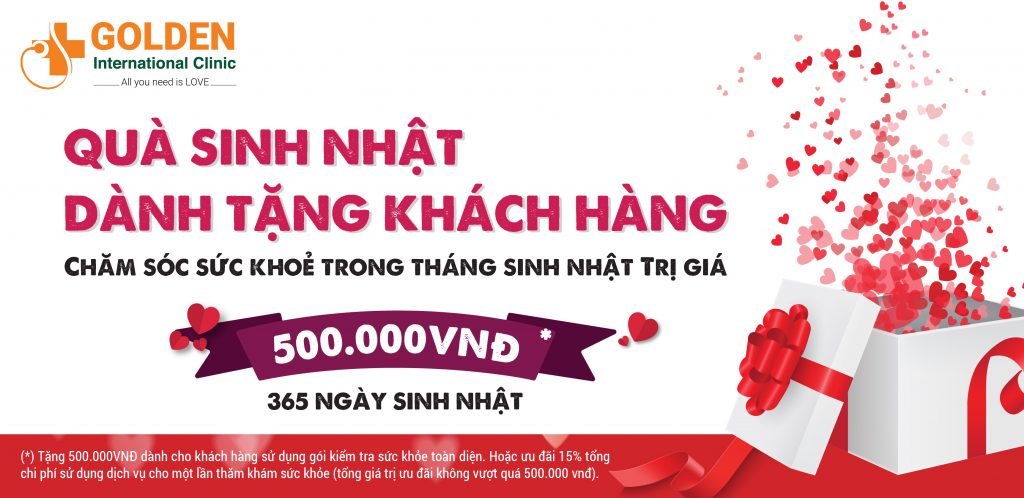 GOLDEN
International Clinic
All you need is LOVE
QUÀ SINH NHẬT
DÀNH TẶNG KHÁCH HÀNG
CHĂM SÓC SỨC KHOẺ TRONG THÁNG SINH NHẬT TRỊ GIÁ
500.000VNĐ *
365 NGÀY SINH NHẬT
(*) Tặng 500.000VNĐ dành cho khách hàng sử dụng gói kiểm tra sức khỏe toàn diện. Hoặc ưu đãi 15% tổng
chi phí sử dụng dịch vụ cho một lần thăm khám sức khỏe (tổng giá trị ưu đãi không vượt quá 500.000 vnđ).